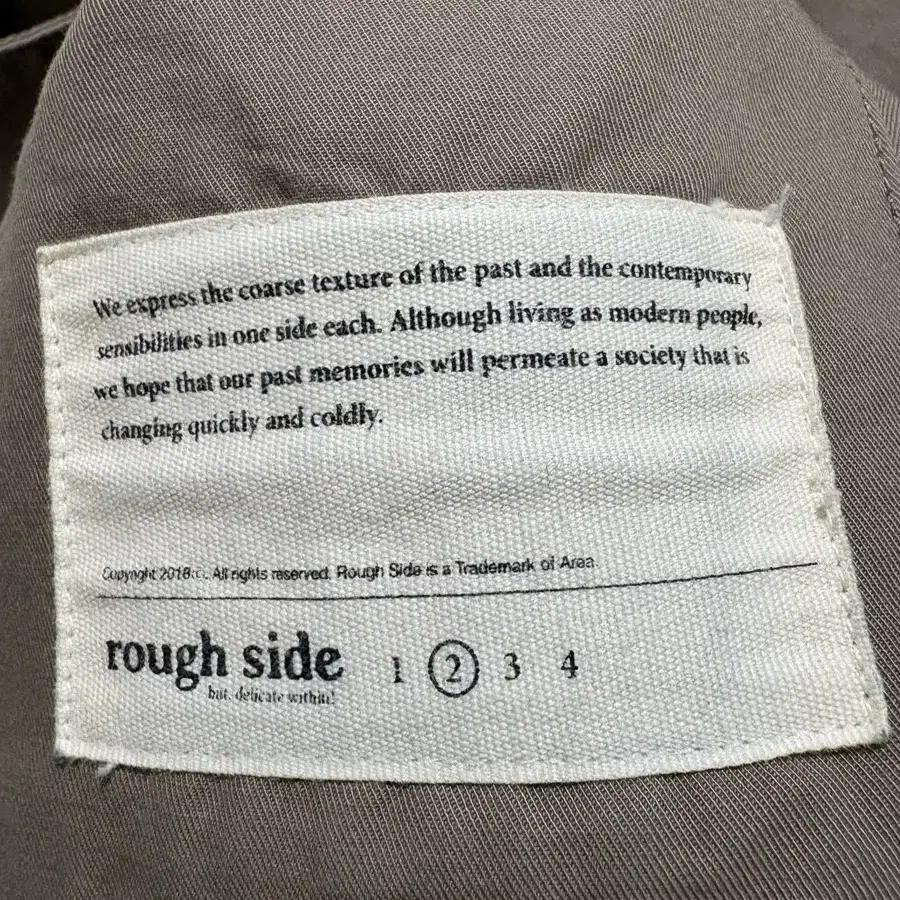 We express the coarse texture of the past and the contemporary
sensibilities in one side each. Although living as modern people,
we hope that our past memories will permeate a society that is
changing quickly and coldly.
Copyright 2018. All rights reserved. Rough Side is a Trademark of Area.
rough side 1 2 3 4
but, delicate within!